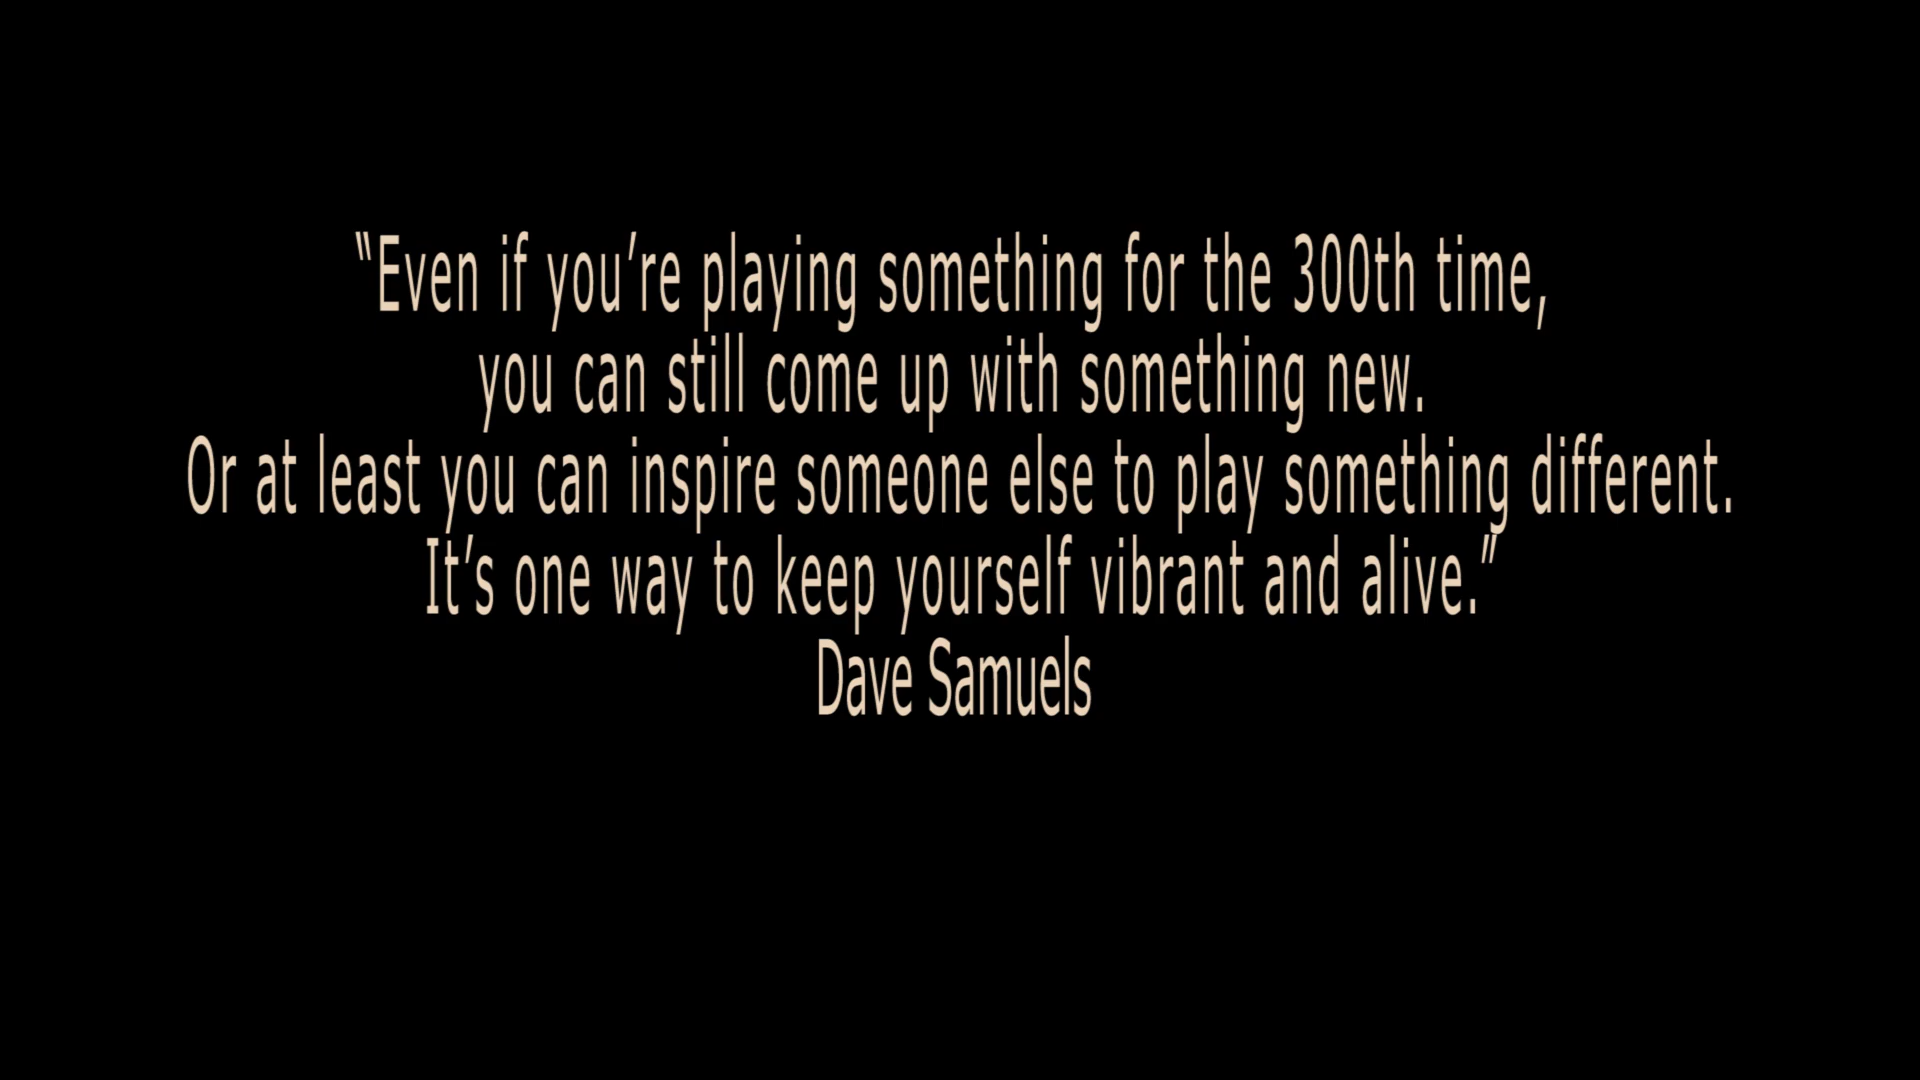 “Even if you’re playing something for the 300th time,
you can still come up with something new.
Or at least you can inspire someone else to play something different.
It’s one way to keep yourself vibrant and alive.”
Dave Samuels